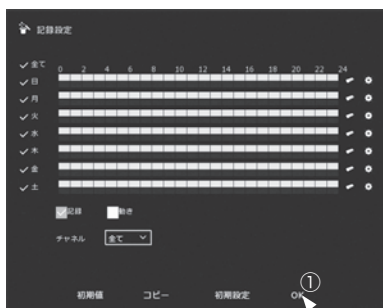 記録設定
全て
0 2 4 6 8 10 12 14 16 18 20 22 24
日
月
火
水
木
金
土
記録 動き
チャネル 全て
初期値 コピー 初期設定 OK
①